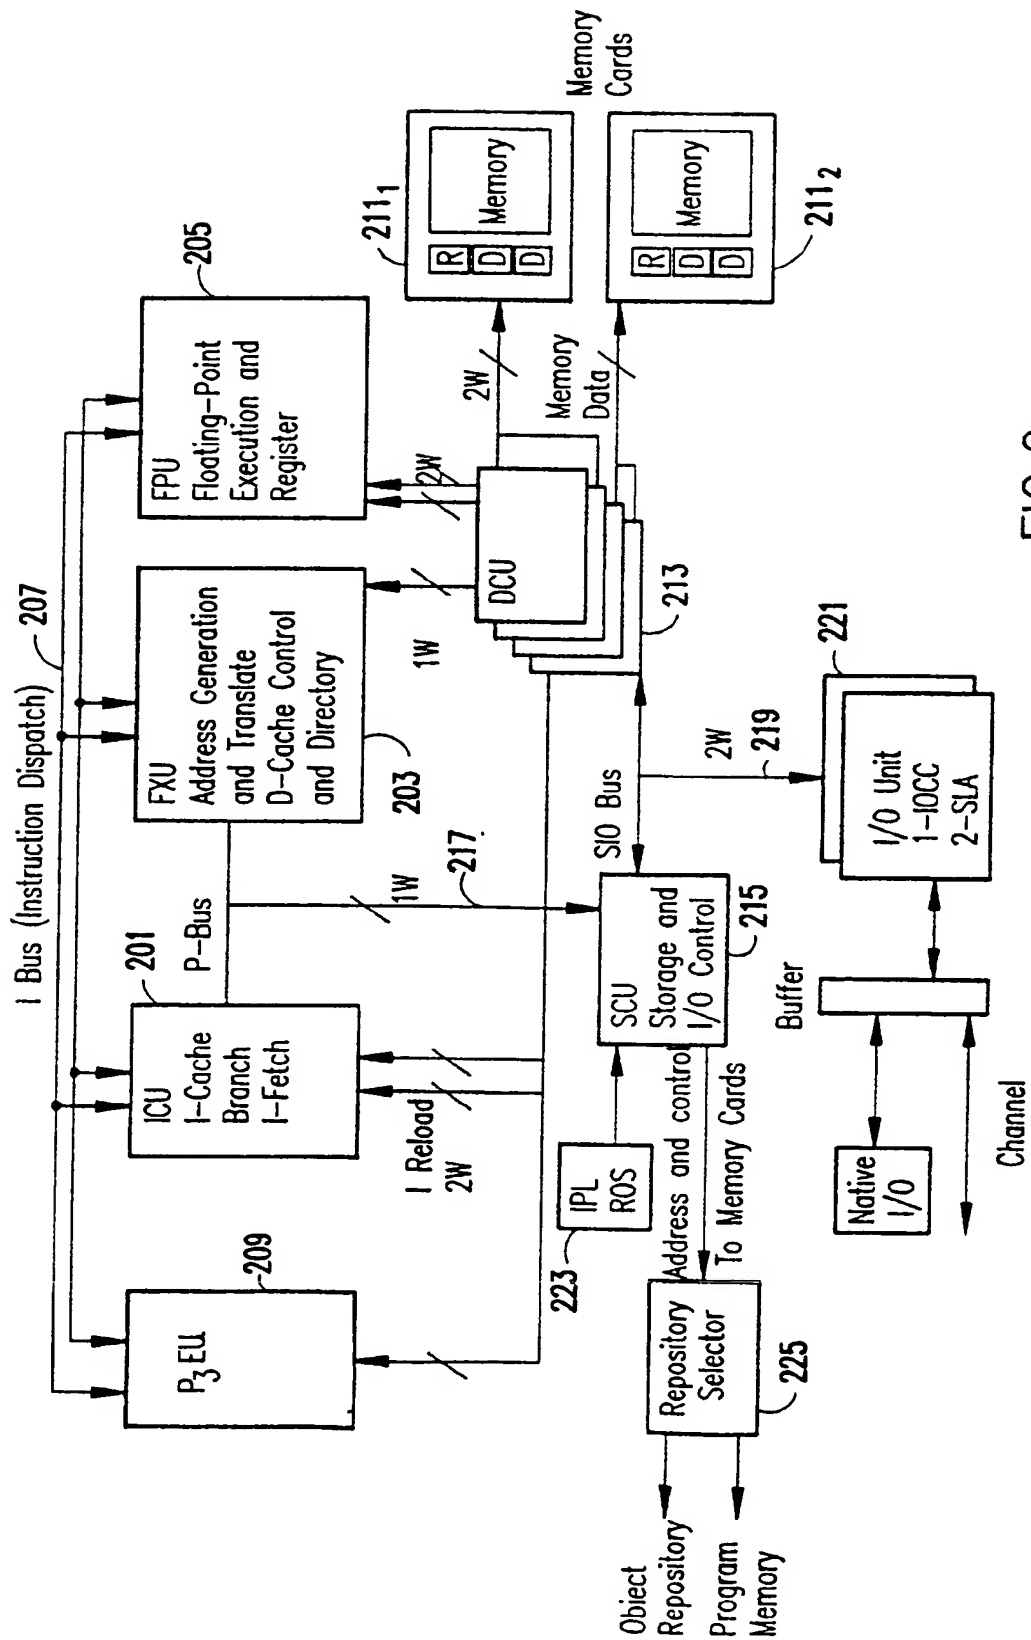 I Bus (Instruction Dispatch)
207
209
P3EU
201
ICU
I-Cache
Branch
I-Fetch
P-Bus
FXU
Address Generation
and Translate
D-Cache Control
and Directory
203
205
FPU
Floating-Point
Execution and
Register
2111
R
D
D
Memory
Memory
Cards
R
D
D
Memory
2112
2W
Memory
Data
2W
1W
DCU
213
I Reload
2W
1W
217
SIO Bus
223
IPL
ROS
SCU
Storage and
I/O Control
215
2W
219
221
I/O Unit
1-IOCC
2-SLA
Address and control
To Memory Cards
Repository
Selector
225
Obiect
Repository
Program
Memory
Buffer
Native
I/O
Channel
FIG.